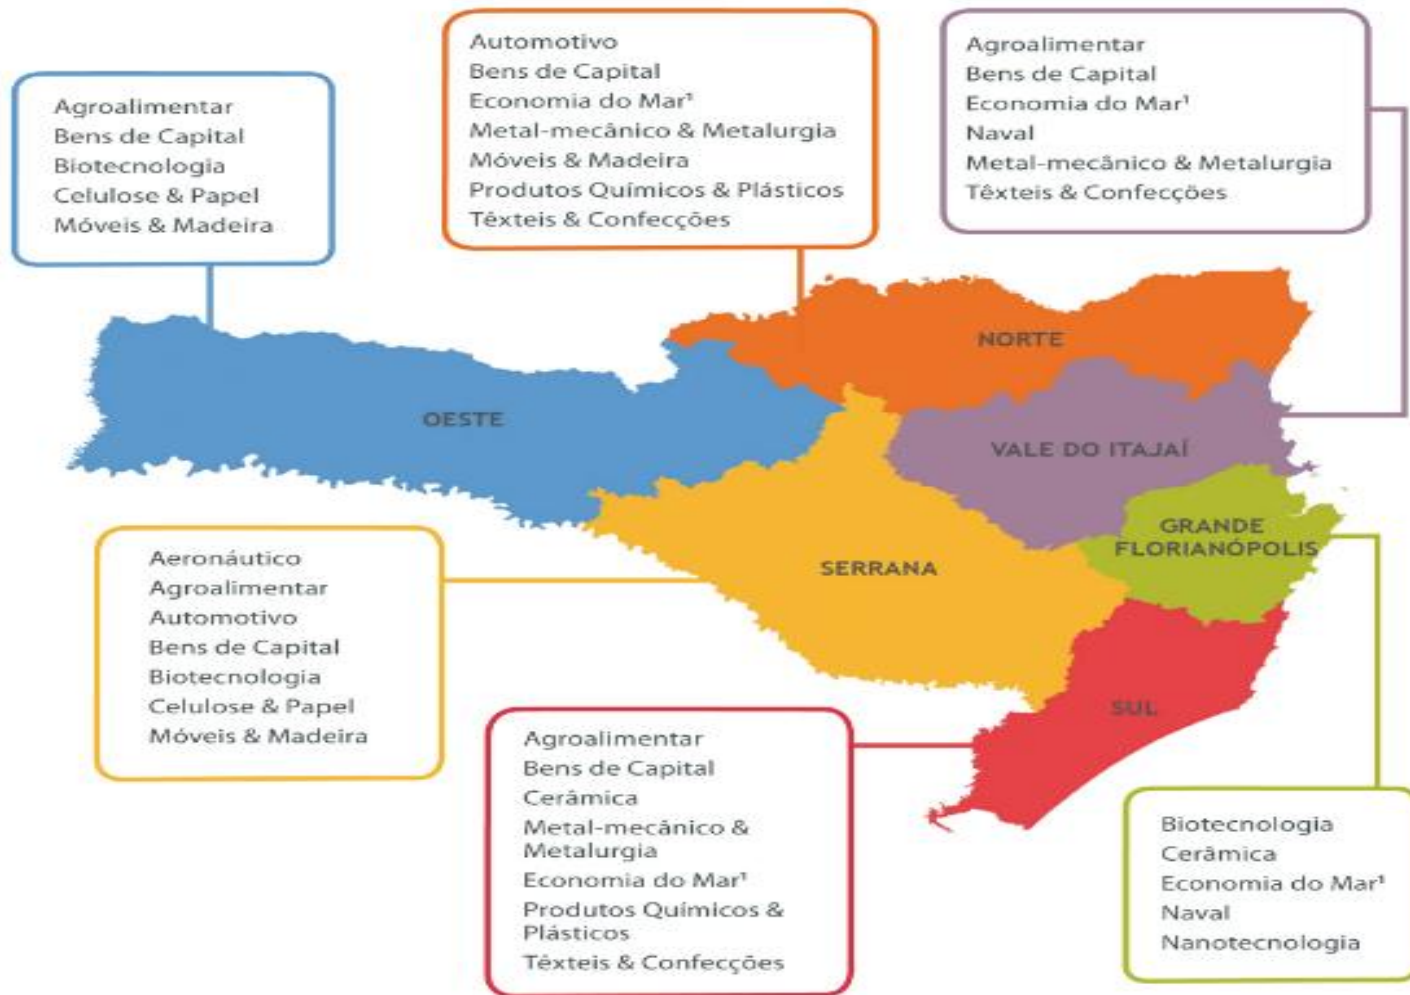 Automotivo
Bens de Capital
Economia do Mar¹
Metal-mecânico & Metalurgia
Móveis & Madeira
Produtos Químicos & Plásticos
Têxteis & Confecções
Agroalimentar
Bens de Capital
Economia do Mar¹
Naval
Metal-mecânico & Metalurgia
Têxteis & Confecções
Agroalimentar
Bens de Capital
Biotecnologia
Celulose & Papel
Móveis & Madeira
NORTE
OESTE
VALE DO ITAJAÍ
GRANDE
FLORIANÓPOLIS
SERRANA
SUL
Aeronáutico
Agroalimentar
Automotivo
Bens de Capital
Biotecnologia
Celulose & Papel
Móveis & Madeira
Agroalimentar
Bens de Capital
Cerâmica
Metal-mecânico &
Metalurgia
Economia do Mar¹
Produtos Químicos &
Plásticos
Têxteis & Confecções
Biotecnologia
Cerâmica
Economia do Mar¹
Naval
Nanotecnologia